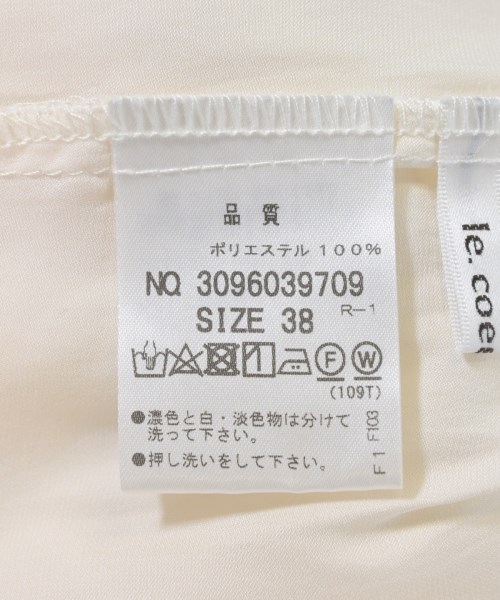 品質
ポリエステル 100%
NO. 3096039709
SIZE 38 R-1
F W
(109T)
●濃色と白・淡色物は分けて
洗って下さい。
●押し洗いをして下さい。
F1 F103
le. coe